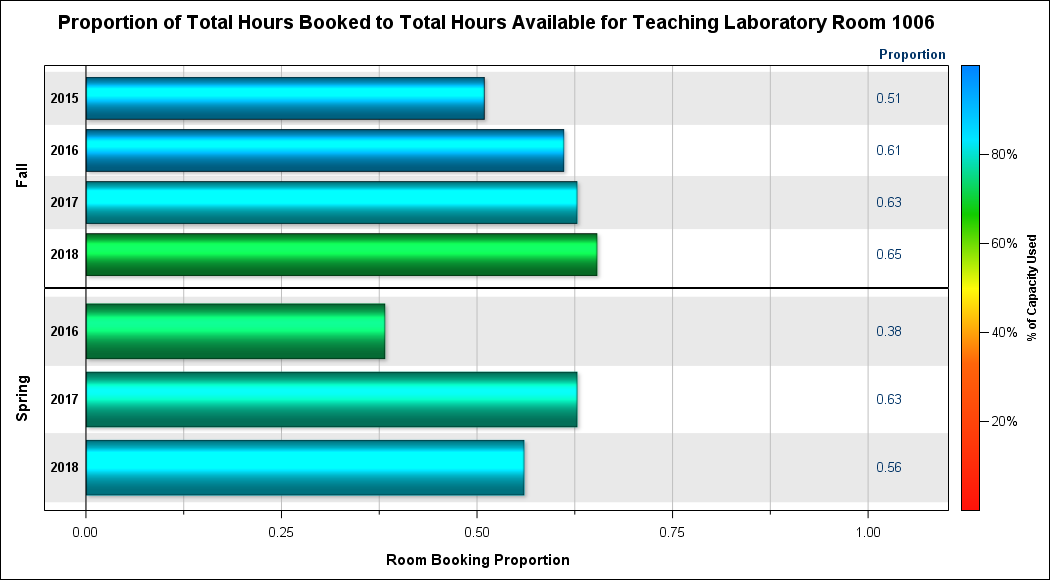 Proportion of Total Hours Booked to Total Hours Available for Teaching Laboratory Room 1006
Proportion
Fall
2015 0.51
2016 0.61
2017 0.63
2018 0.65
Spring
2016 0.38
2017 0.63
2018 0.56
0.00 0.25 0.50 0.75 1.00
Room Booking Proportion
80%
60%
40%
20%
% of Capacity Used